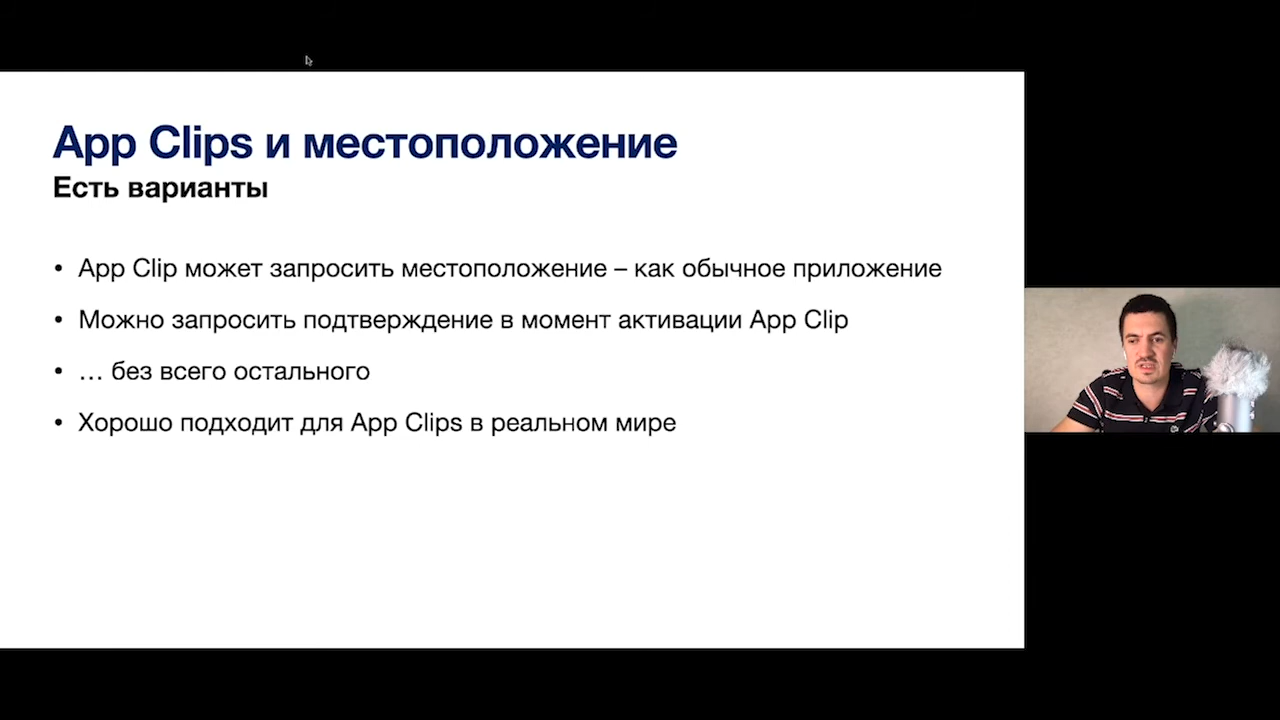 App Clips и местоположение
Есть варианты
• App Clip может запросить местоположение – как обычное приложение
• Можно запросить подтверждение в момент активации App Clip
• … без всего остального
• Хорошо подходит для App Clips в реальном мире